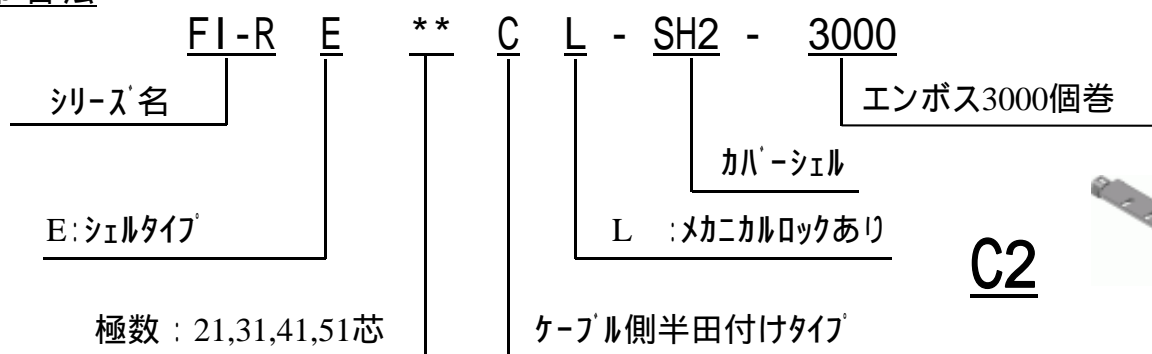 FI-R E ** C L - SH2 - 3000
ｼﾘｰｽﾞ名
エンボス3000個巻
ｶﾊﾞｰｼｪﾙ
E:ｼｪﾙﾀｲﾌﾟ
L :ﾒｶﾆｶﾙﾛｯｸあり
C2
極数：21,31,41,51芯
ｹｰﾌﾞﾙ側半田付けﾀｲﾌﾟ